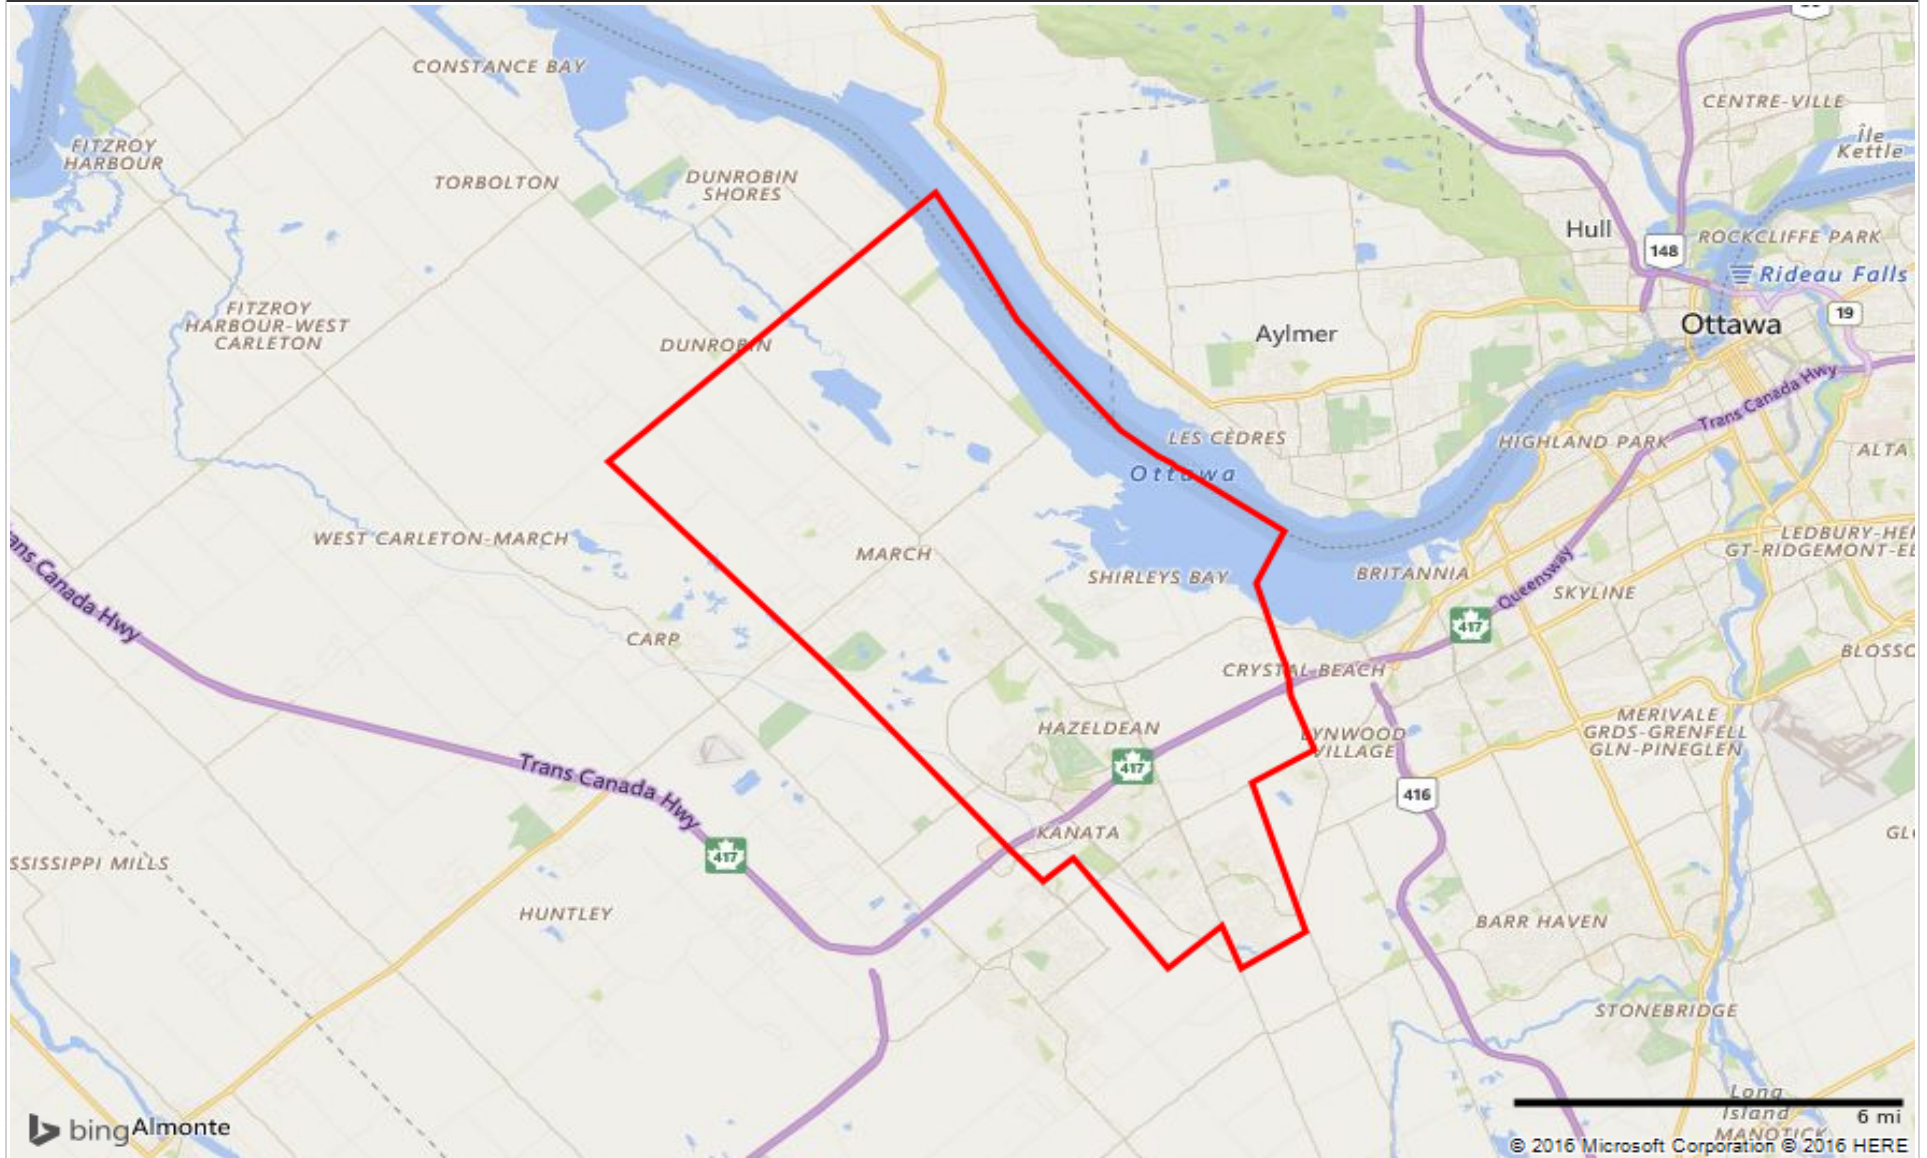 CONSTANCE BAY
CENTRE-VILLE
Île
Kettle
FITZROY
HARBOUR
TORBOLTON
DUNROBIN
SHORES
Hull
148
ROCKCLIFFE PARK
Rideau Falls
19
Ottawa
FITZROY
HARBOUR-WEST
CARLETON
DUNROBIN
Aylmer
Trans Canada Hwy
LES CÈDRES
HIGHLAND PARK
ALTA
Ottawa
WEST CARLETON-MARCH
MARCH
SHIRLEYS BAY
BRITANNIA
Queensway
SKYLINE
LEDBURY-HE
GT-RIDGEMONT-E
ans Canada Hwy
417
CARP
CRYSTAL BEACH
BLOSSO
HAZELDEAN
LYNWOOD
VILLAGE
MERIVALE
GRDS-GRENFELL
GLN-PINEGLEN
417
416
Trans Canada Hwy
KANATA
GL
417
SSISSIPPI MILLS
HUNTLEY
BARR HAVEN
STONEBRIDGE
Long
Island
MANOTICK
6 mi
bing
Almonte
© 2016 Microsoft Corporation © 2016 HERE